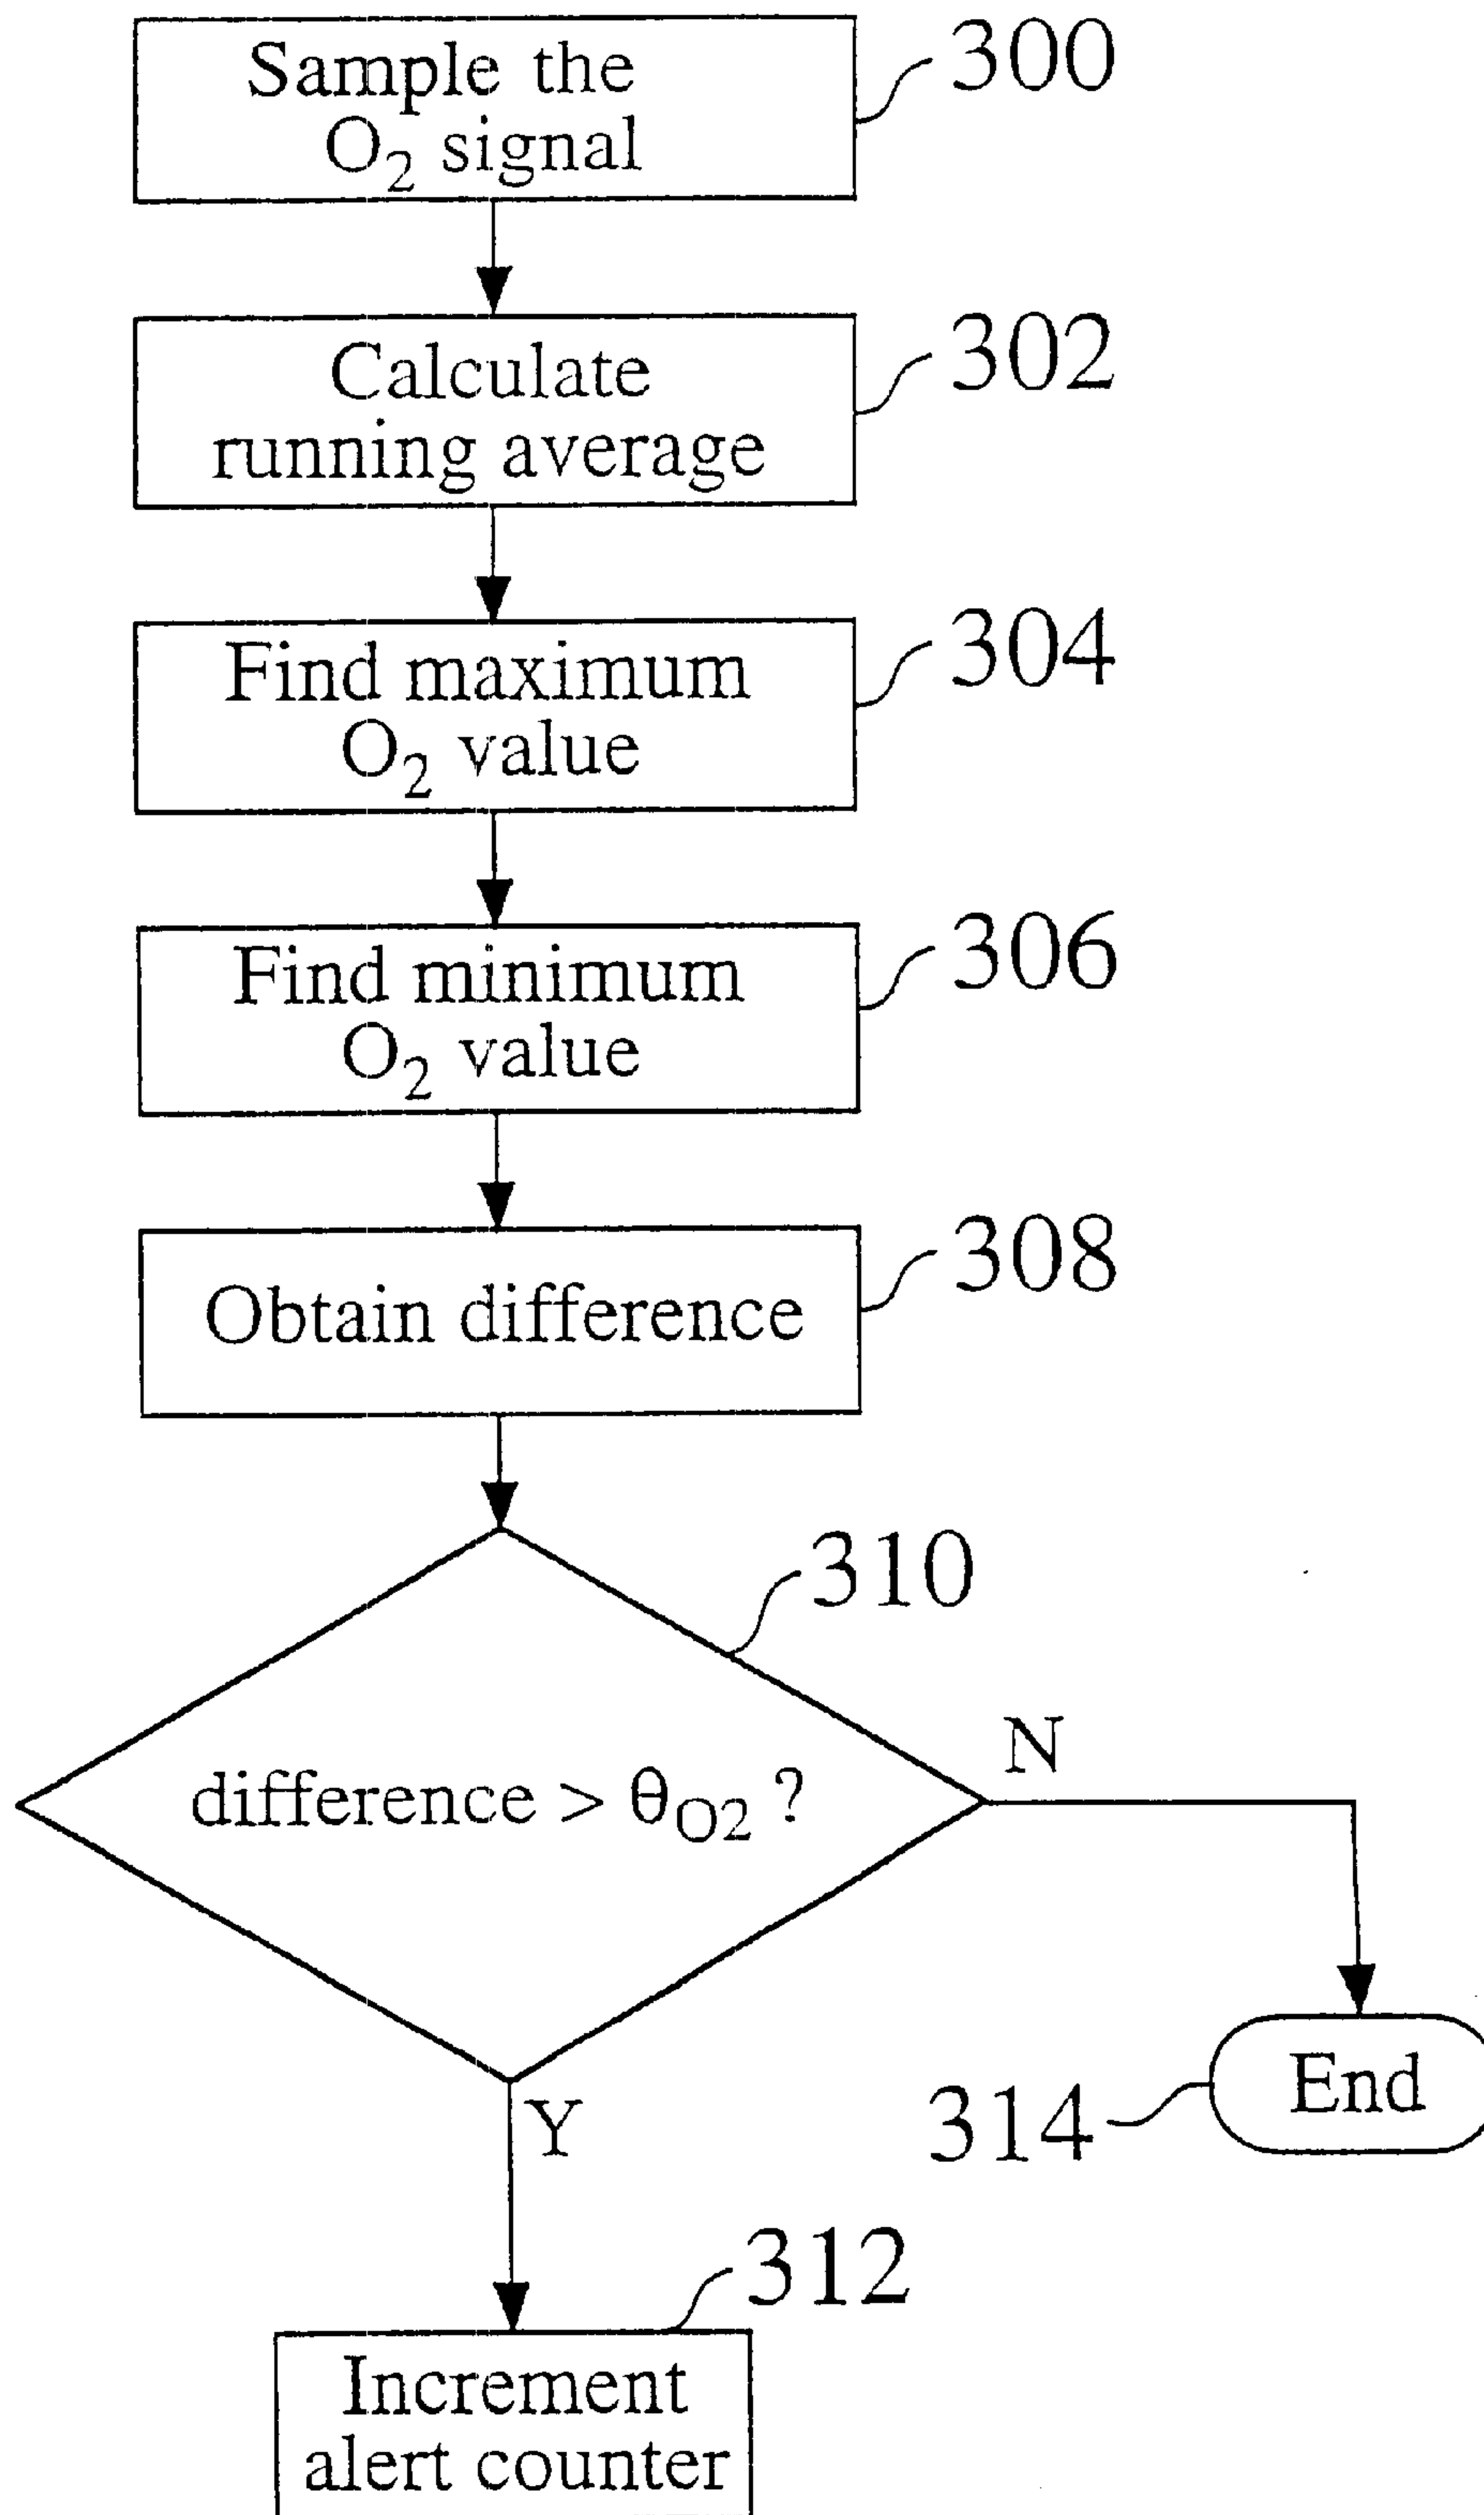 Sample the
O₂ signal
300
Calculate
running average
302
Find maximum
O₂ value
304
Find minimum
O₂ value
306
Obtain difference
308
310
difference > θO2 ?
N
End
314
Y
312
Increment
alert counter